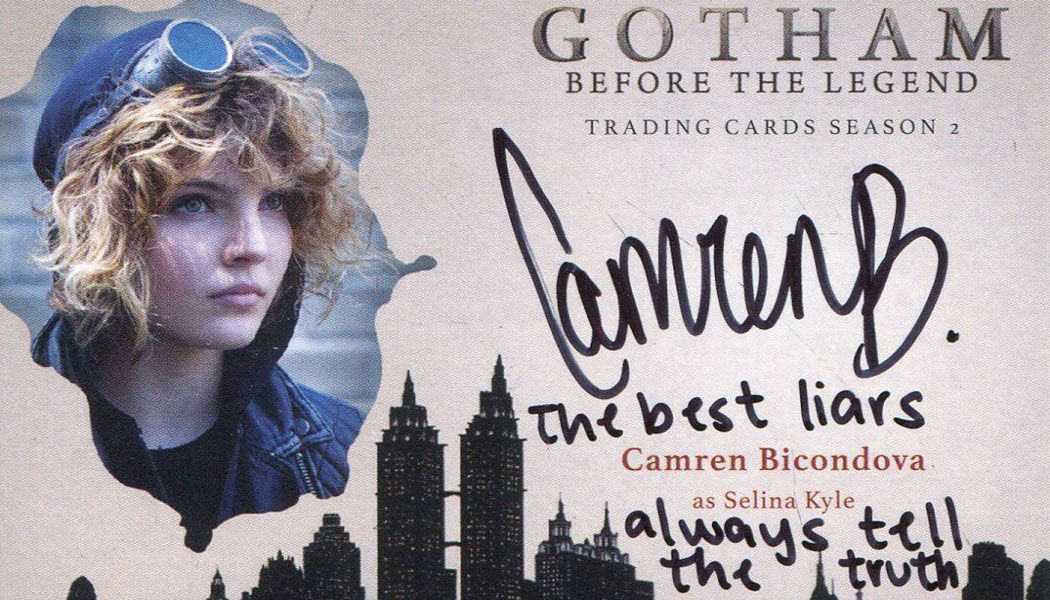 GOTHAM
BEFORE THE LEGEND
TRADING CARDS SEASON 2
Camren B.
The best liars
Camren Bicondova
as Selina Kyle
always tell
the truth